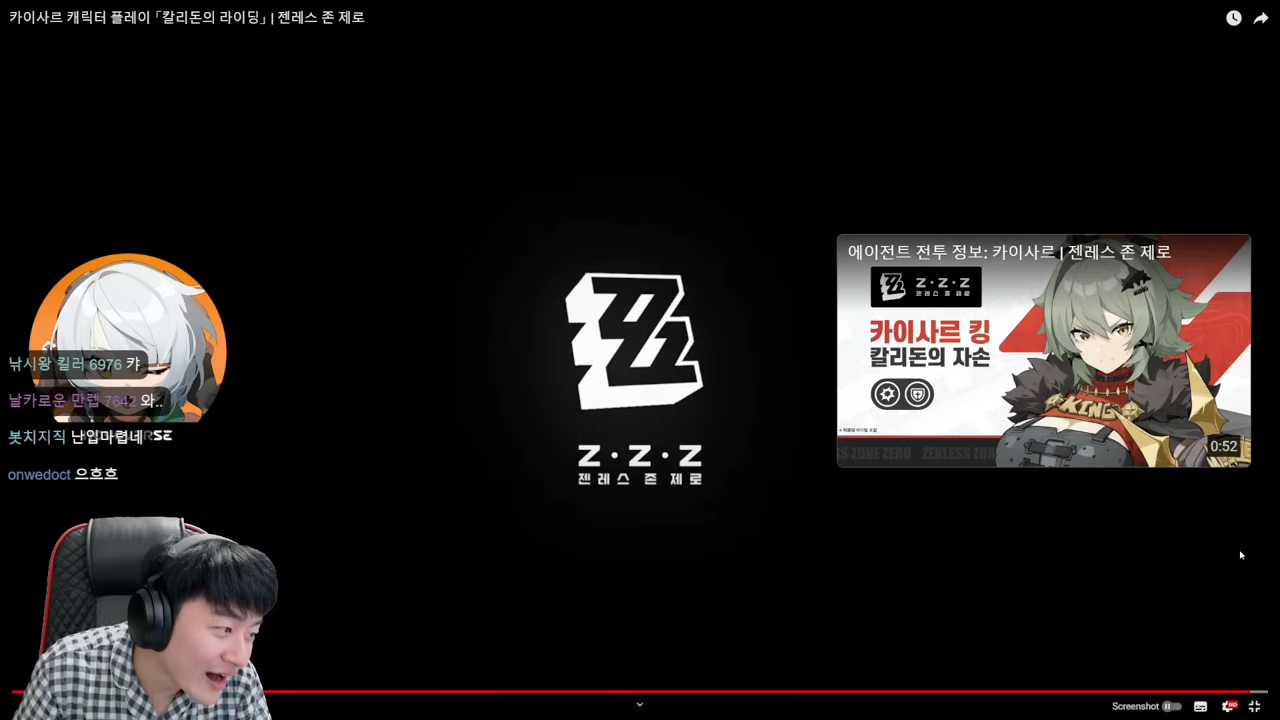 카이사르 캐릭터 플레이 「칼리돈의 라이딩」 | 젠레스 존 제로
에이전트 전투 정보: 카이사르 | 젠레스 존 제로
Z·Z·Z
젠레스 존 제로
카이사르 킹
칼리돈의 자손
KING
ZENLESS ZONE ZERO
0:52
낚시왕 킬러 6976 캬
날카로운 만렙 7642 와..
붓치지직 난입마렵네
onwedoct 으흐흐
Z·Z·Z
젠레스 존 제로
Screenshot
HD